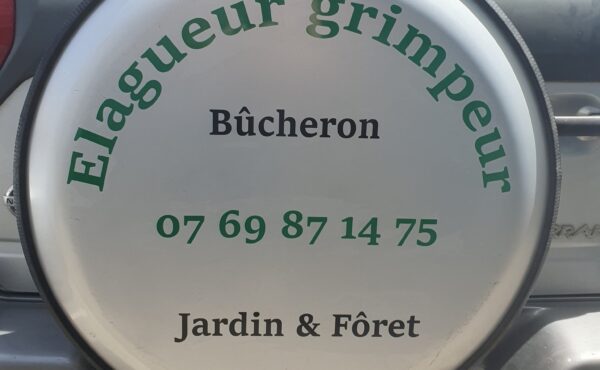 Elagueur grimpeur
Bûcheron
07 69 87 14 75
Jardin & Fôret